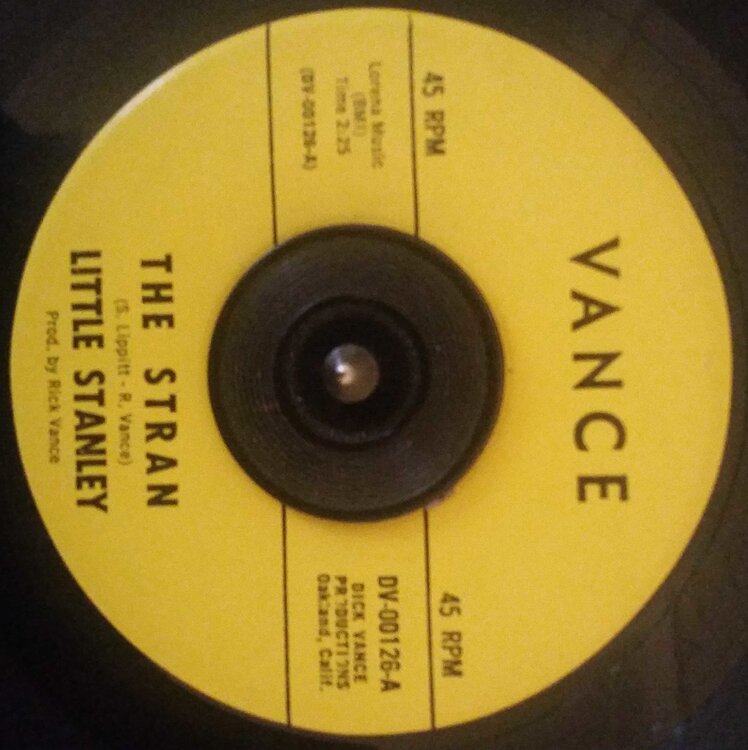 VANCE
45 RPM
45 RPM
Lorena Music
(BMI)
Time 2:25
(DV-00126-A)
DV-00126-A
DICK VANCE
PRODUCTIONS
Oakland, Calif.
THE STRAN
(S. Lippitt - R. Vance)
LITTLE STANLEY
Prod. by Rick Vance